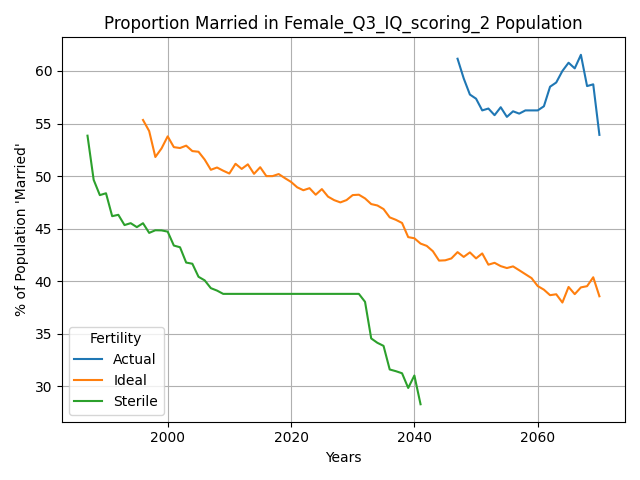 Proportion Married in Female_Q3_IQ_scoring_2 Population
% of Population 'Married'
60
55
50
45
40
35
30
Fertility
Actual
Ideal
Sterile
2000 2020 2040 2060
Years